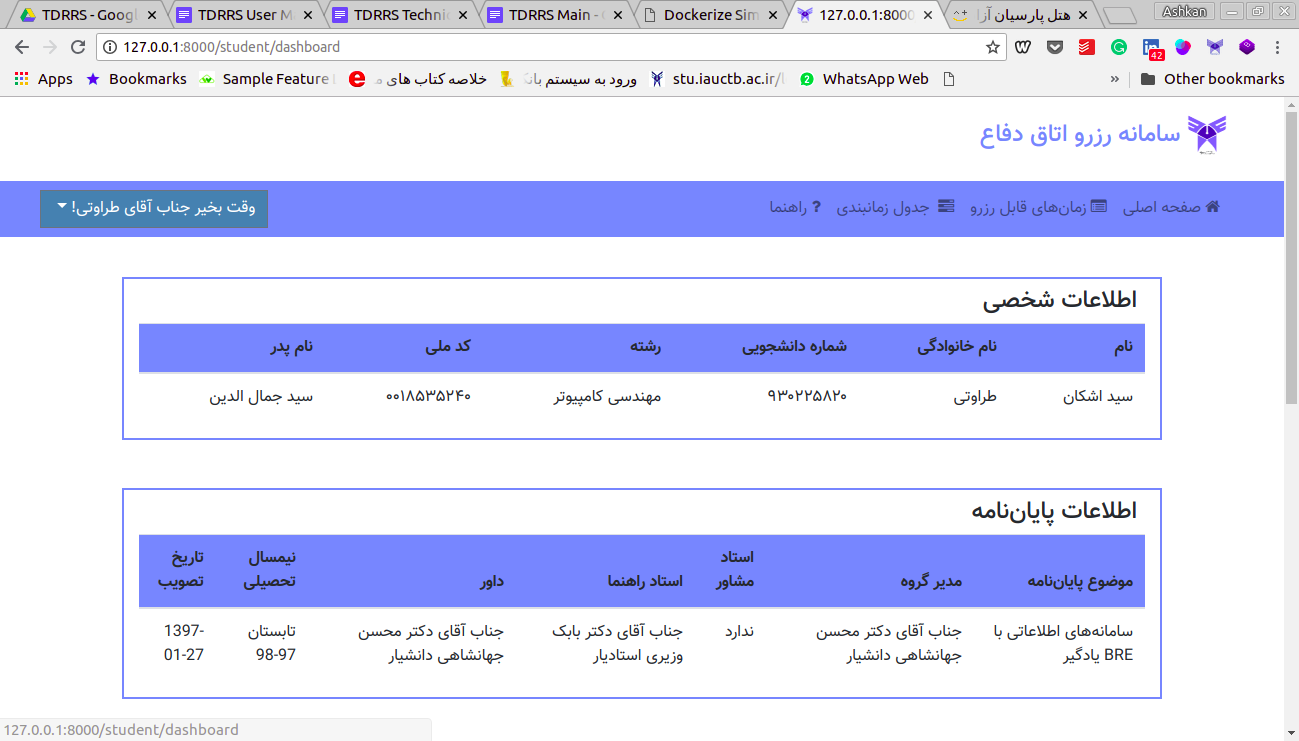 TDRRS - Googl
TDRRS User M
TDRRS Technic
TDRRS Main -
Dockerize Sim
127.0.0.1:8000
هتل پارسیان آزا
Ashkan
127.0.0.1:8000/student/dashboard
42
Apps
Bookmarks
Sample Feature
خلاصه کتاب های م
ورود به سیستم بانک
stu.iauctb.ac.ir/
WhatsApp Web
»
Other bookmarks
سامانه رزرو اتاق دفاع
صفحه اصلی
زمان‌های قابل رزرو
جدول زمانبندی
راهنما
وقت بخیر جناب آقای طراوتی!
اطلاعات شخصی
نام نام خانوادگی شماره دانشجویی رشته کد ملی نام پدر
سید اشکان طراوتی ۹۳۰۲۲۵۸۲۰ مهندسی کامپیوتر ۰۰۱۸۵۳۵۲۴۰ سید جمال الدین
اطلاعات پایان‌نامه
موضوع پایان‌نامه
مدیر گروه
استاد
مشاور
استاد راهنما
داور
نیمسال
تحصیلی
تاریخ
تصویب
سامانه‌های اطلاعاتی با
BRE یادگیر
جناب آقای دکتر محسن
جهانشاهی دانشیار
ندارد
جناب آقای دکتر بابک
وزیری استادیار
جناب آقای دکتر محسن
جهانشاهی دانشیار
تابستان
98-97
1397-
01-27
127.0.0.1:8000/student/dashboard